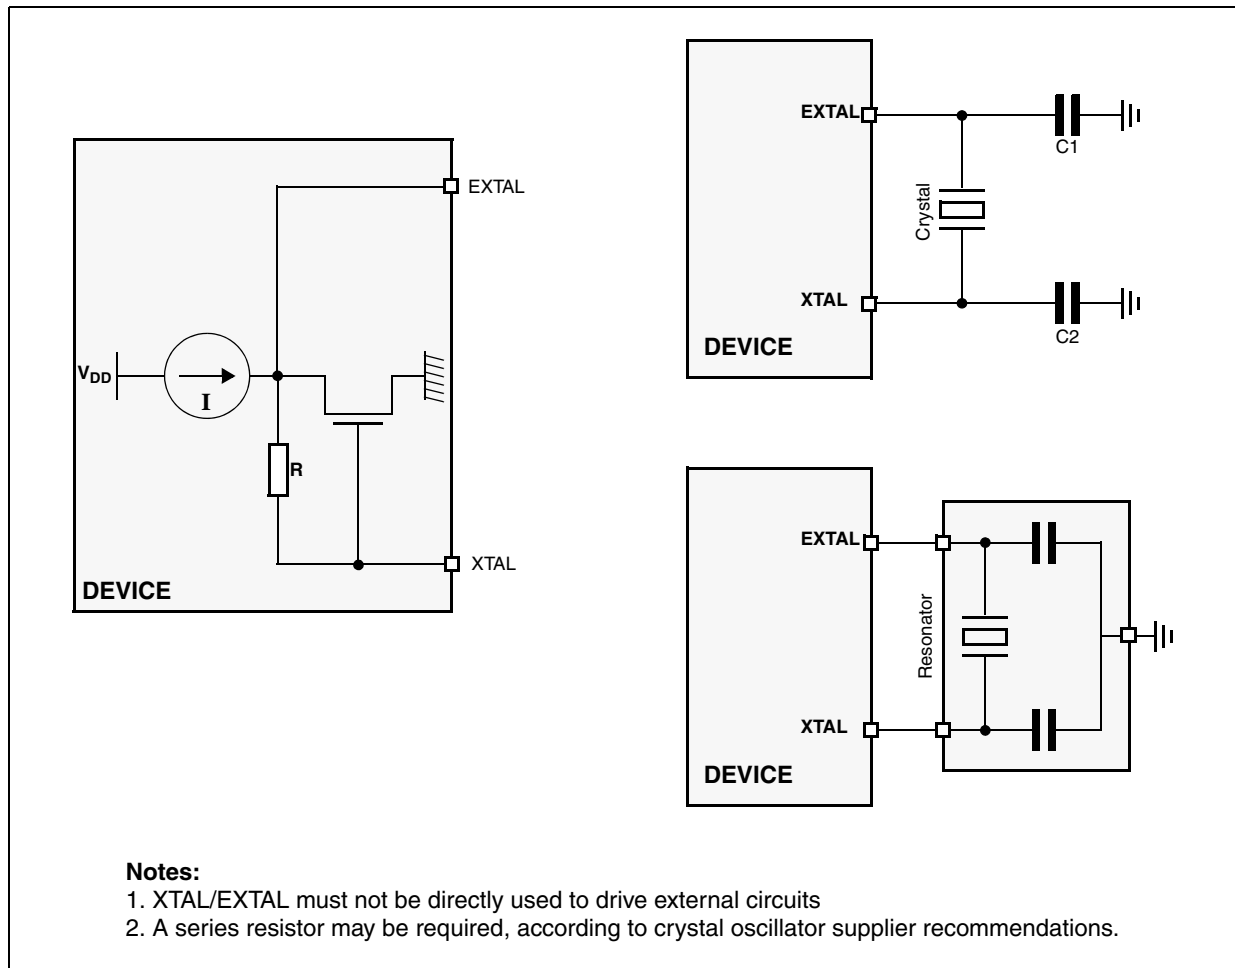 EXTAL
V_DD
I
R
XTAL
DEVICE
EXTAL
C1
Crystal
XTAL
C2
DEVICE
EXTAL
Resonator
XTAL
DEVICE
Notes:
1. XTAL/EXTAL must not be directly used to drive external circuits
2. A series resistor may be required, according to crystal oscillator supplier recommendations.